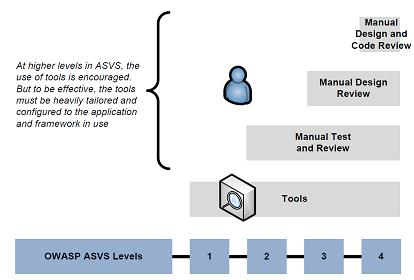 Manual
Design and
Code Review
At higher levels in ASVS, the
use of tools is encouraged.
But to be effective, the tools
must be heavily tailored and
configured to the application
and framework in use
Manual Design
Review
Manual Test
and Review
Tools
OWASP ASVS Levels
1
2
3
4